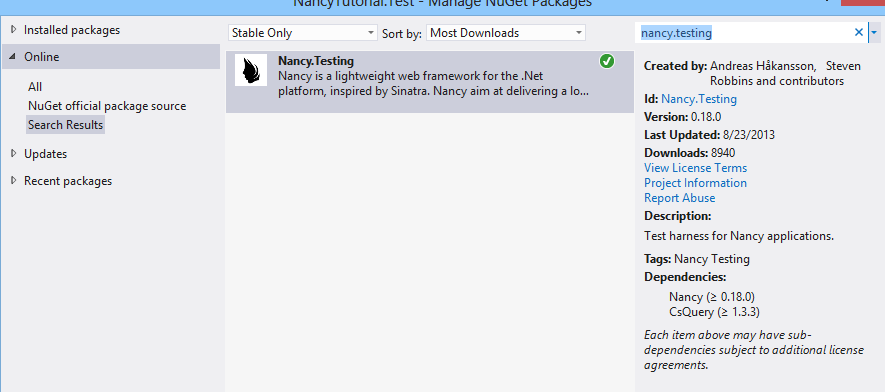 NancyTutorial.Test - Manage NuGet Packages
Installed packages
Online
All
NuGet official package source
Search Results
Updates
Recent packages
Stable Only
Sort by: Most Downloads
Nancy.Testing
Nancy is a lightweight web framework for the .Net
platform, inspired by Sinatra. Nancy aim at delivering a lo...
nancy.testing
Created by: Andreas Håkansson, Steven
Robbins and contributors
Id: Nancy.Testing
Version: 0.18.0
Last Updated: 8/23/2013
Downloads: 8940
View License Terms
Project Information
Report Abuse
Description:
Test harness for Nancy applications.
Tags: Nancy Testing
Dependencies:
Nancy (≥ 0.18.0)
CsQuery (≥ 1.3.3)
Each item above may have sub-
dependencies subject to additional license
agreements.